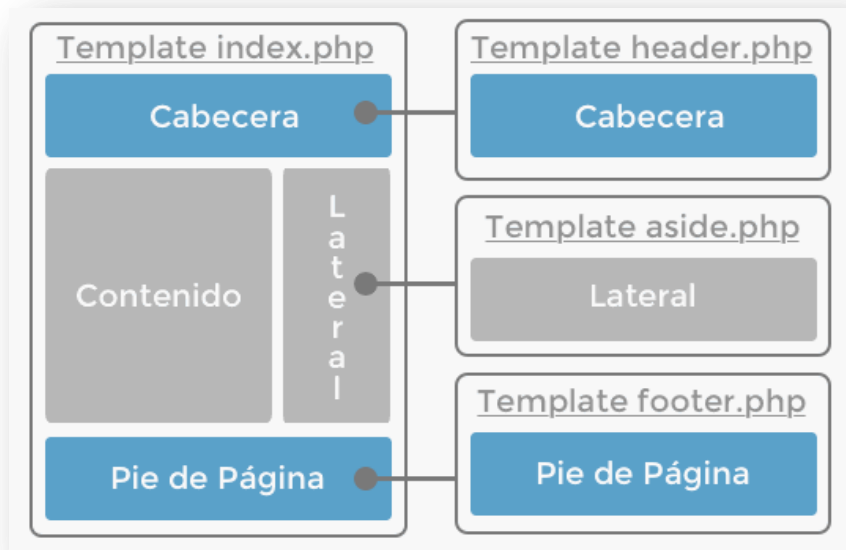 Template index.php
Cabecera
Contenido
Lateral
Pie de Página
Template header.php
Cabecera
Template aside.php
Lateral
Template footer.php
Pie de Página